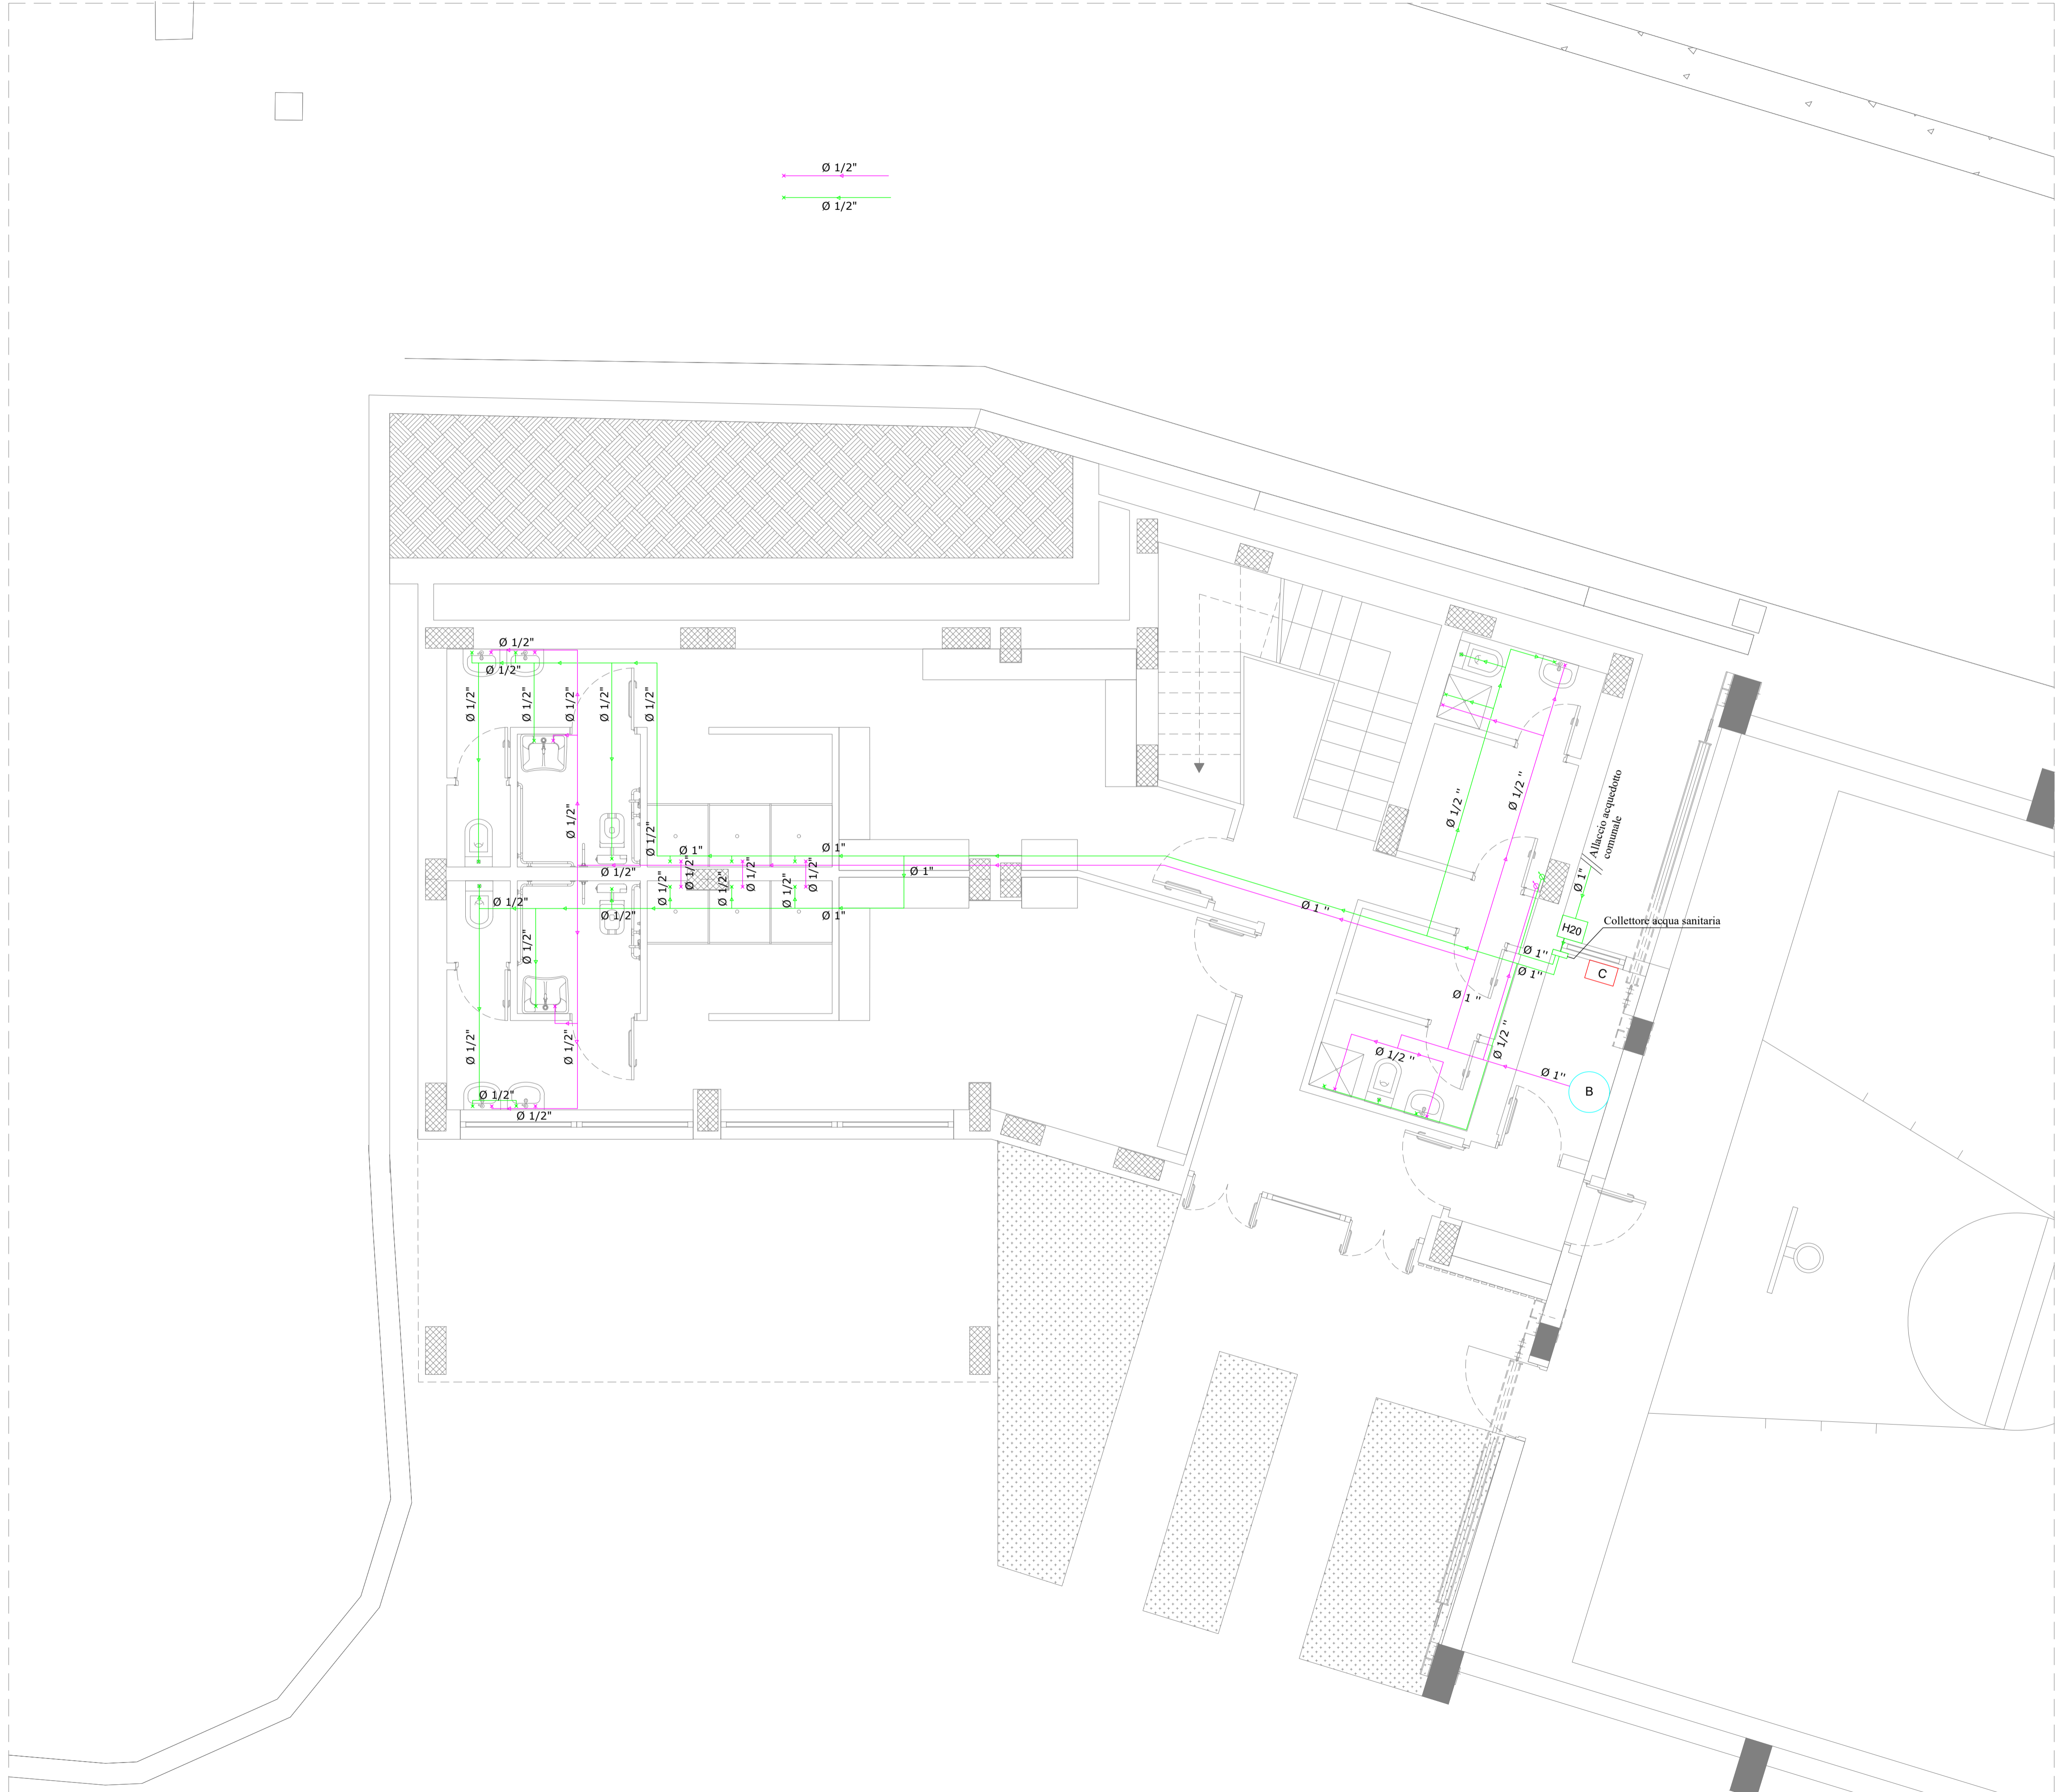 Ø 1/2"
Ø 1/2"
Ø 1/2"
Ø 1/2"
Ø 1/2"
Ø 1/2"
Ø 1/2"
Ø 1/2"
Ø 1/2"
Ø 1/2"
Ø 1/2"
Ø 1"
Ø 1"
Ø 1/2"
Ø 1/2"
Ø 1/2"
Ø 1/2"
Ø 1/2"
Ø 1/2"
Ø 1/2"
Ø 1"
Ø 1/2"
Ø 1/2"
Ø 1"
Ø 1/2"
Ø 1/2"
Ø 1/2"
Ø 1/2"
Ø 1/2"
Ø 1/2 ''
Ø 1/2 ''
Allaccio acquedotto
comunale
Ø 1"
Collettore acqua sanitaria
H20
C
Ø 1 ''
Ø 1''
Ø 1''
Ø 1 ''
Ø 1/2 ''
Ø 1/2 ''
Ø 1''
B